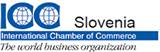 ICC Slovenia
International Chamber of Commerce
The world business organization